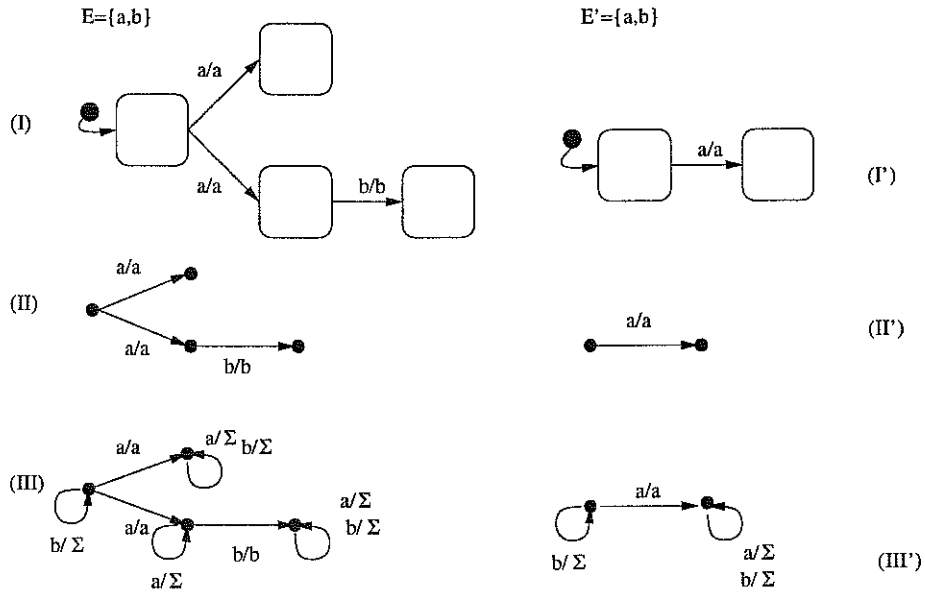 E={a,b}
E'={a,b}
a/a
(I)
a/a
b/b
a/a
(I')
a/a
(II)
a/a
b/b
a/a
(II')
a/Σ
b/Σ
a/a
(III)
a/a
b/Σ
a/Σ
b/b
a/Σ
b/Σ
a/a
b/Σ
a/Σ
b/Σ
(III')